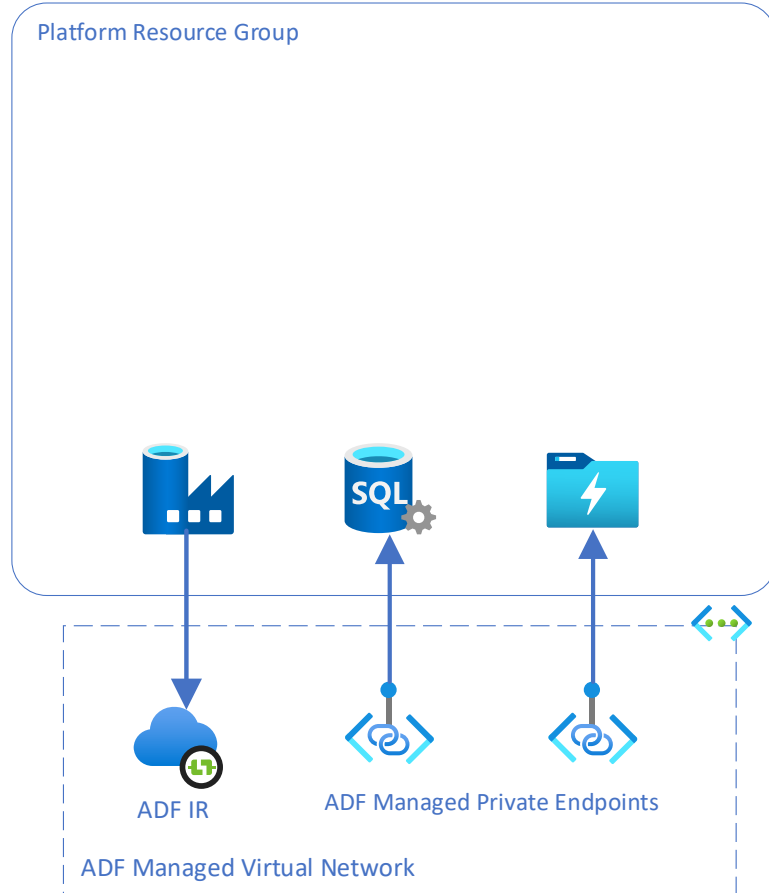 Platform Resource Group
SQL
ADF IR
ADF Managed Private Endpoints
ADF Managed Virtual Network